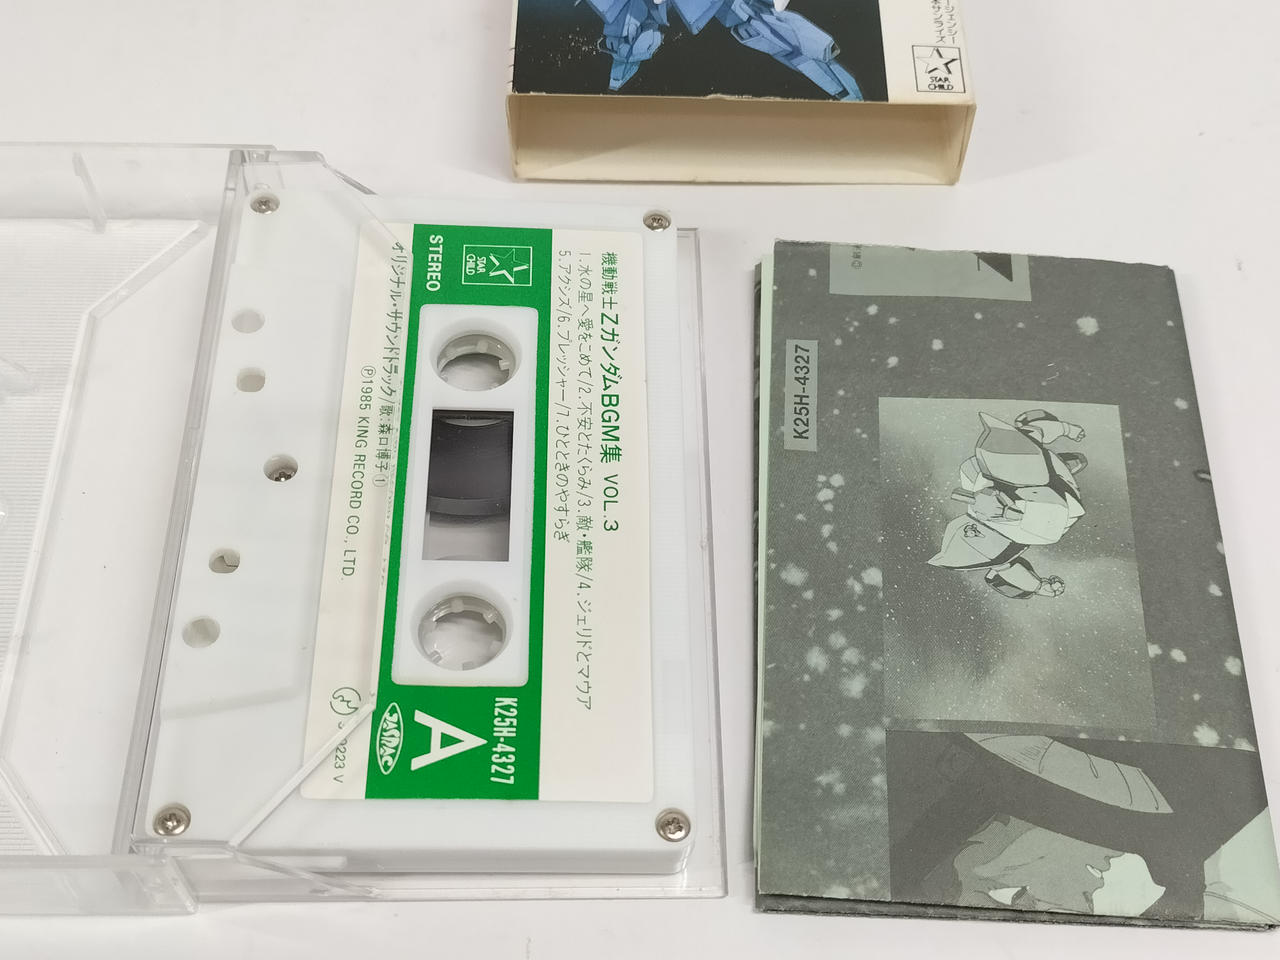 STAR
CHILD
機動戦士ZガンダムBGM集 VOL.3
1.水の星へ愛をこめて/2.不安とたくらみ/3.敵・艦隊/4.ジェリドとマウア
5.アクシズ/6.プレッシャー/7.ひとときのやすらぎ
STEREO
STAR
CHILD
K25H-4327
A
JASRAC
オリジナル・サウンドトラック/歌:森口博子①
Ⓟ1985 KING RECORD CO., LTD.
0223 V
K25H-4327